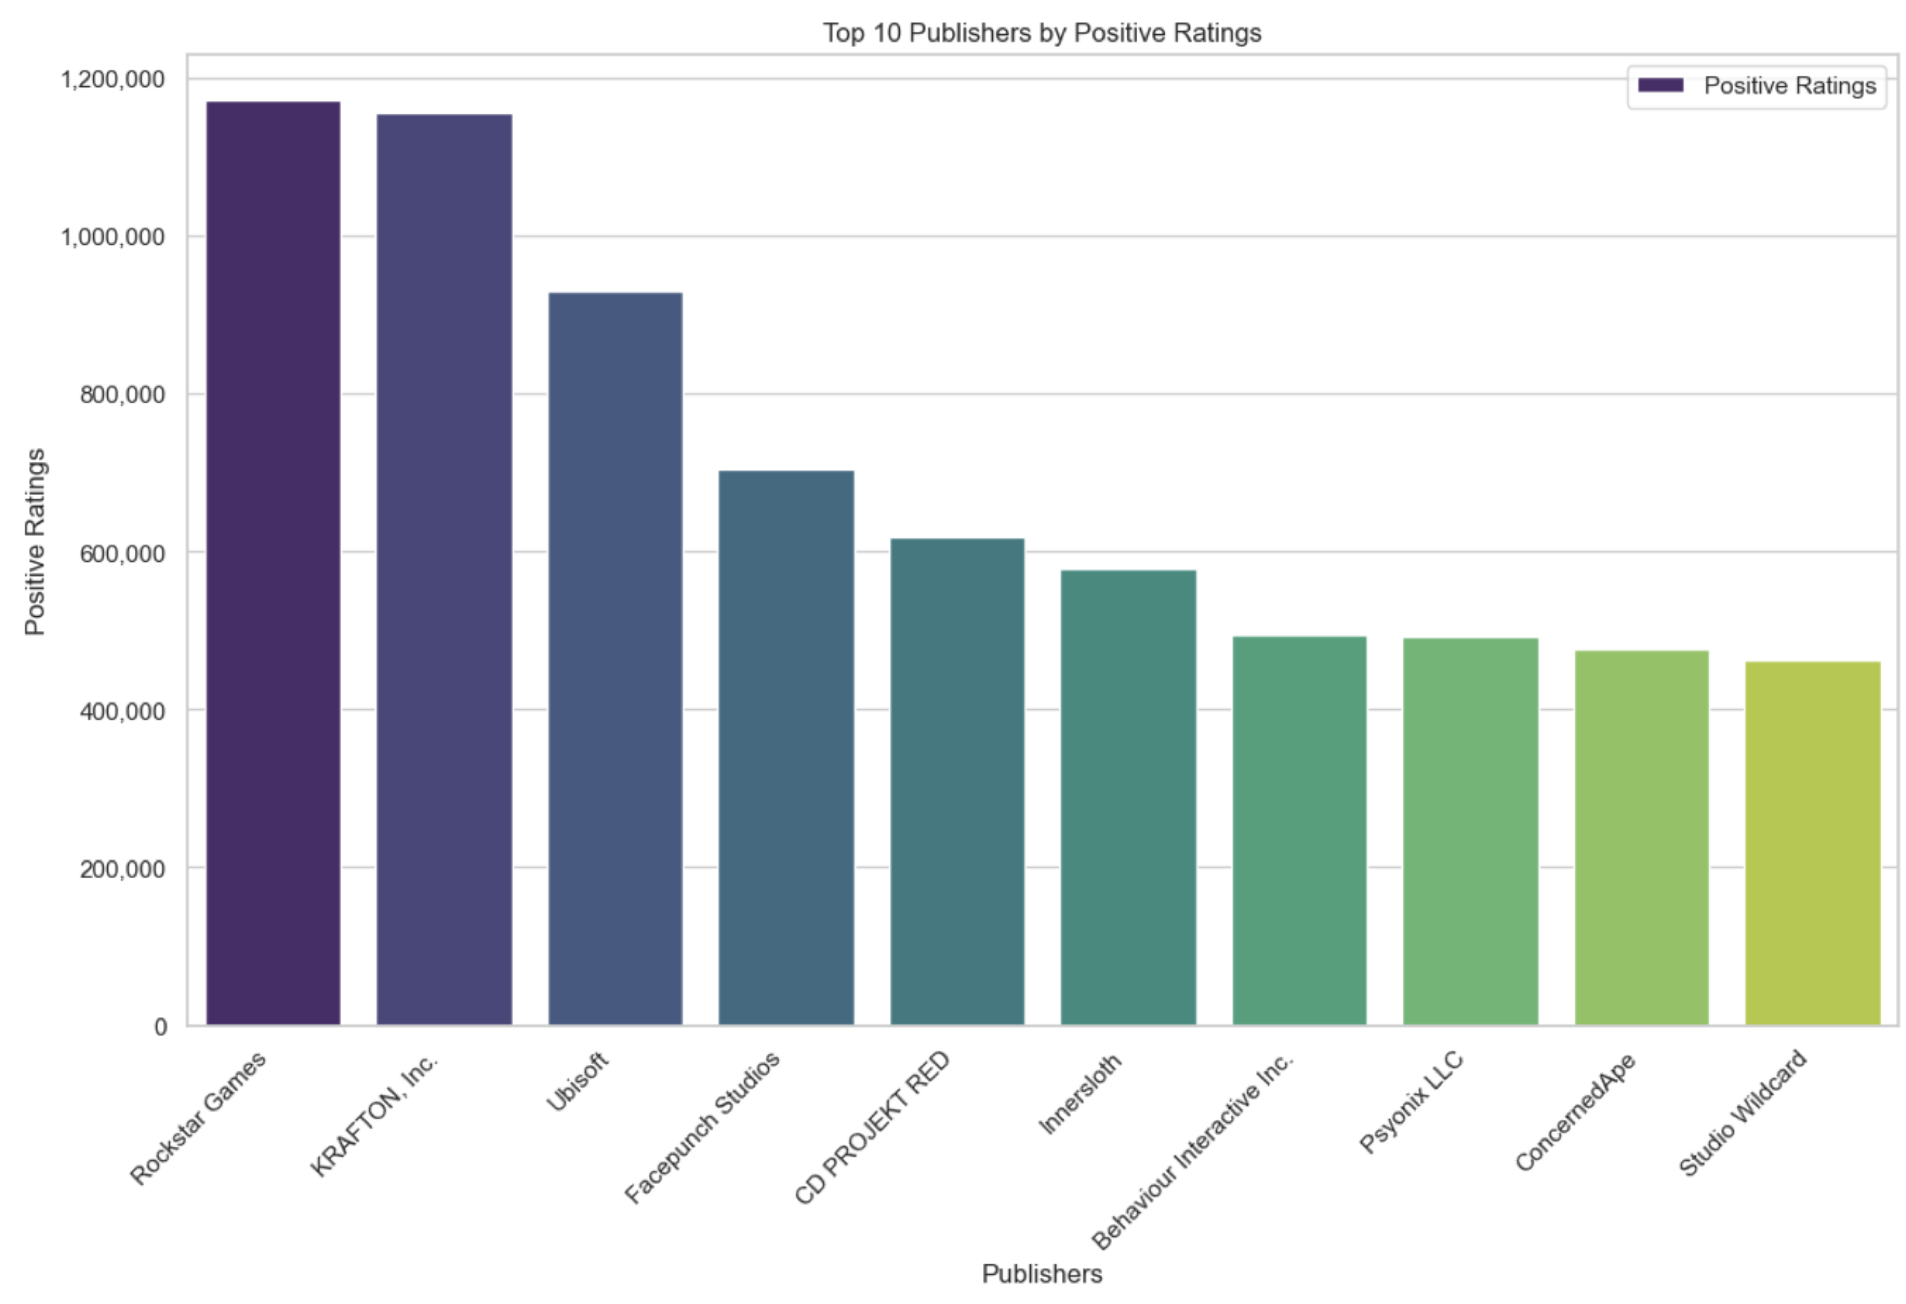 Top 10 Publishers by Positive Ratings
Positive Ratings
1,200,000
1,000,000
800,000
600,000
400,000
200,000
0
Positive Ratings
Rockstar Games
KRAFTON, Inc.
Ubisoft
Facepunch Studios
CD PROJEKT RED
Innersloth
Behaviour Interactive Inc.
Psyonix LLC
ConcernedApe
Studio Wildcard
Publishers